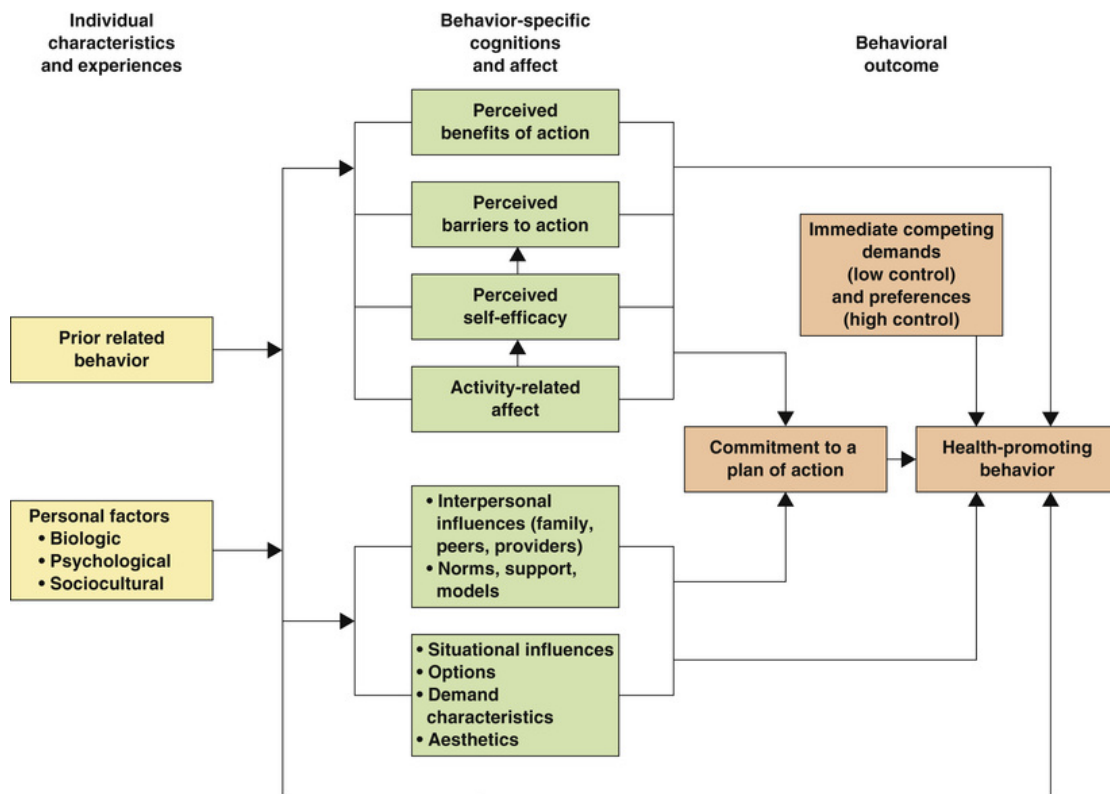 Individual
characteristics
and experiences
Behavior-specific
cognitions
and affect
Behavioral
outcome
Perceived
benefits of action
Perceived
barriers to action
Perceived
self-efficacy
Activity-related
affect
Prior related
behavior
Personal factors
• Biologic
• Psychological
• Sociocultural
• Interpersonal
influences (family,
peers, providers)
• Norms, support,
models
• Situational influences
• Options
• Demand
characteristics
• Aesthetics
Immediate competing
demands
(low control)
and preferences
(high control)
Commitment to a
plan of action
Health-promoting
behavior